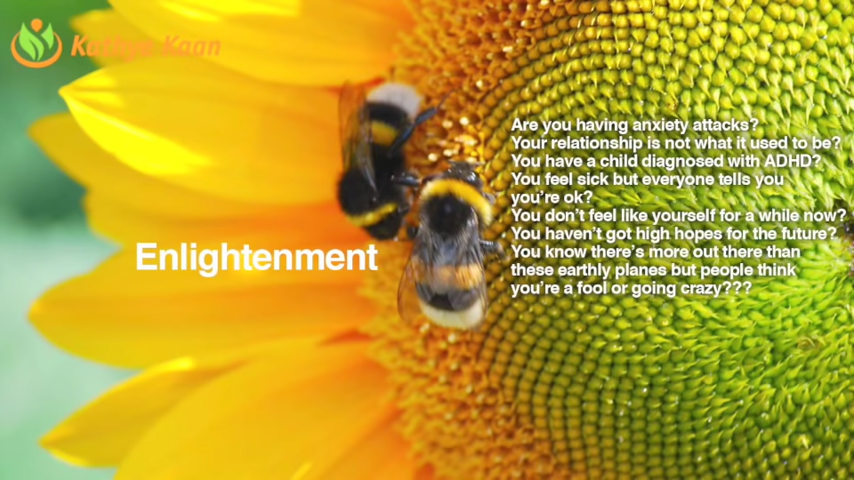 Kathye Kaan
Are you having anxiety attacks?
Your relationship is not what it used to be?
You have a child diagnosed with ADHD?
You feel sick but everyone tells you
you're ok?
You don't feel like yourself for a while now?
You haven't got high hopes for the future?
You know there's more out there than
these earthly planes but people think
you're a fool or going crazy???
Enlightenment